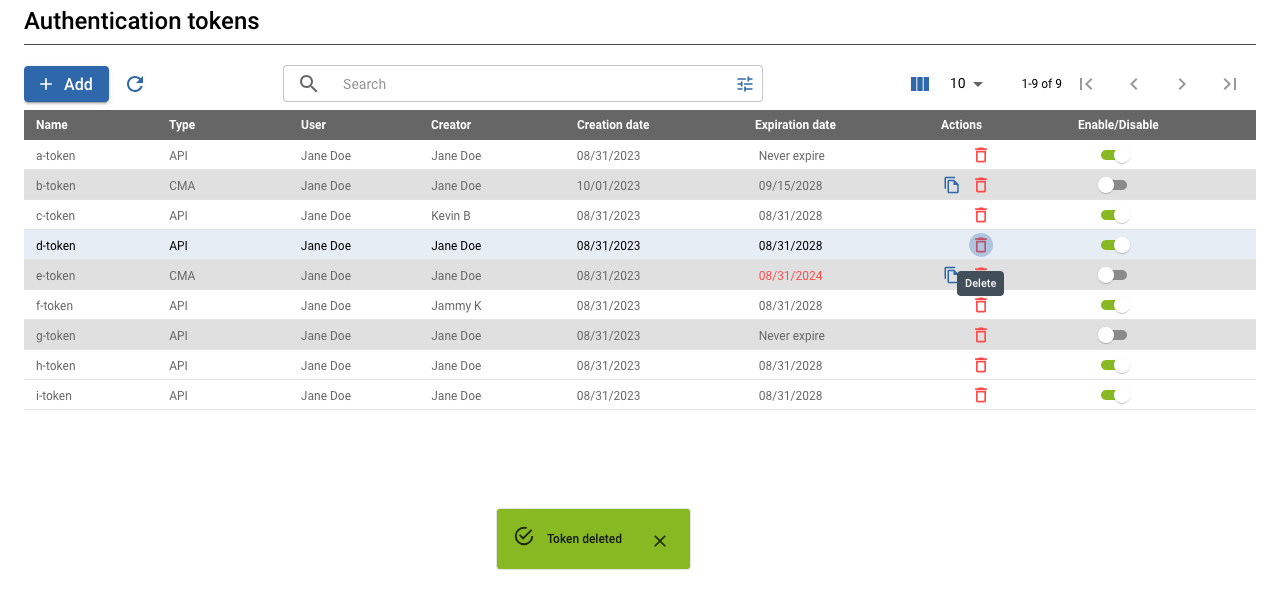 Authentication tokens
Add Search 10 1-9 of 9
Name Type User Creator Creation date Expiration date Actions Enable/Disable
a-token API Jane Doe Jane Doe 08/31/2023 Never expire
b-token CMA Jane Doe Jane Doe 10/01/2023 09/15/2028
c-token API Jane Doe Kevin B 08/31/2023 08/31/2028
d-token API Jane Doe Jane Doe 08/31/2023 08/31/2028
e-token CMA Jane Doe Jane Doe 08/31/2023 08/31/2024
Delete
f-token API Jane Doe Jammy K 08/31/2023 08/31/2028
g-token API Jane Doe Jane Doe 08/31/2023 Never expire
h-token API Jane Doe Jane Doe 08/31/2023 08/31/2028
i-token API Jane Doe Jane Doe 08/31/2023 08/31/2028
Token deleted